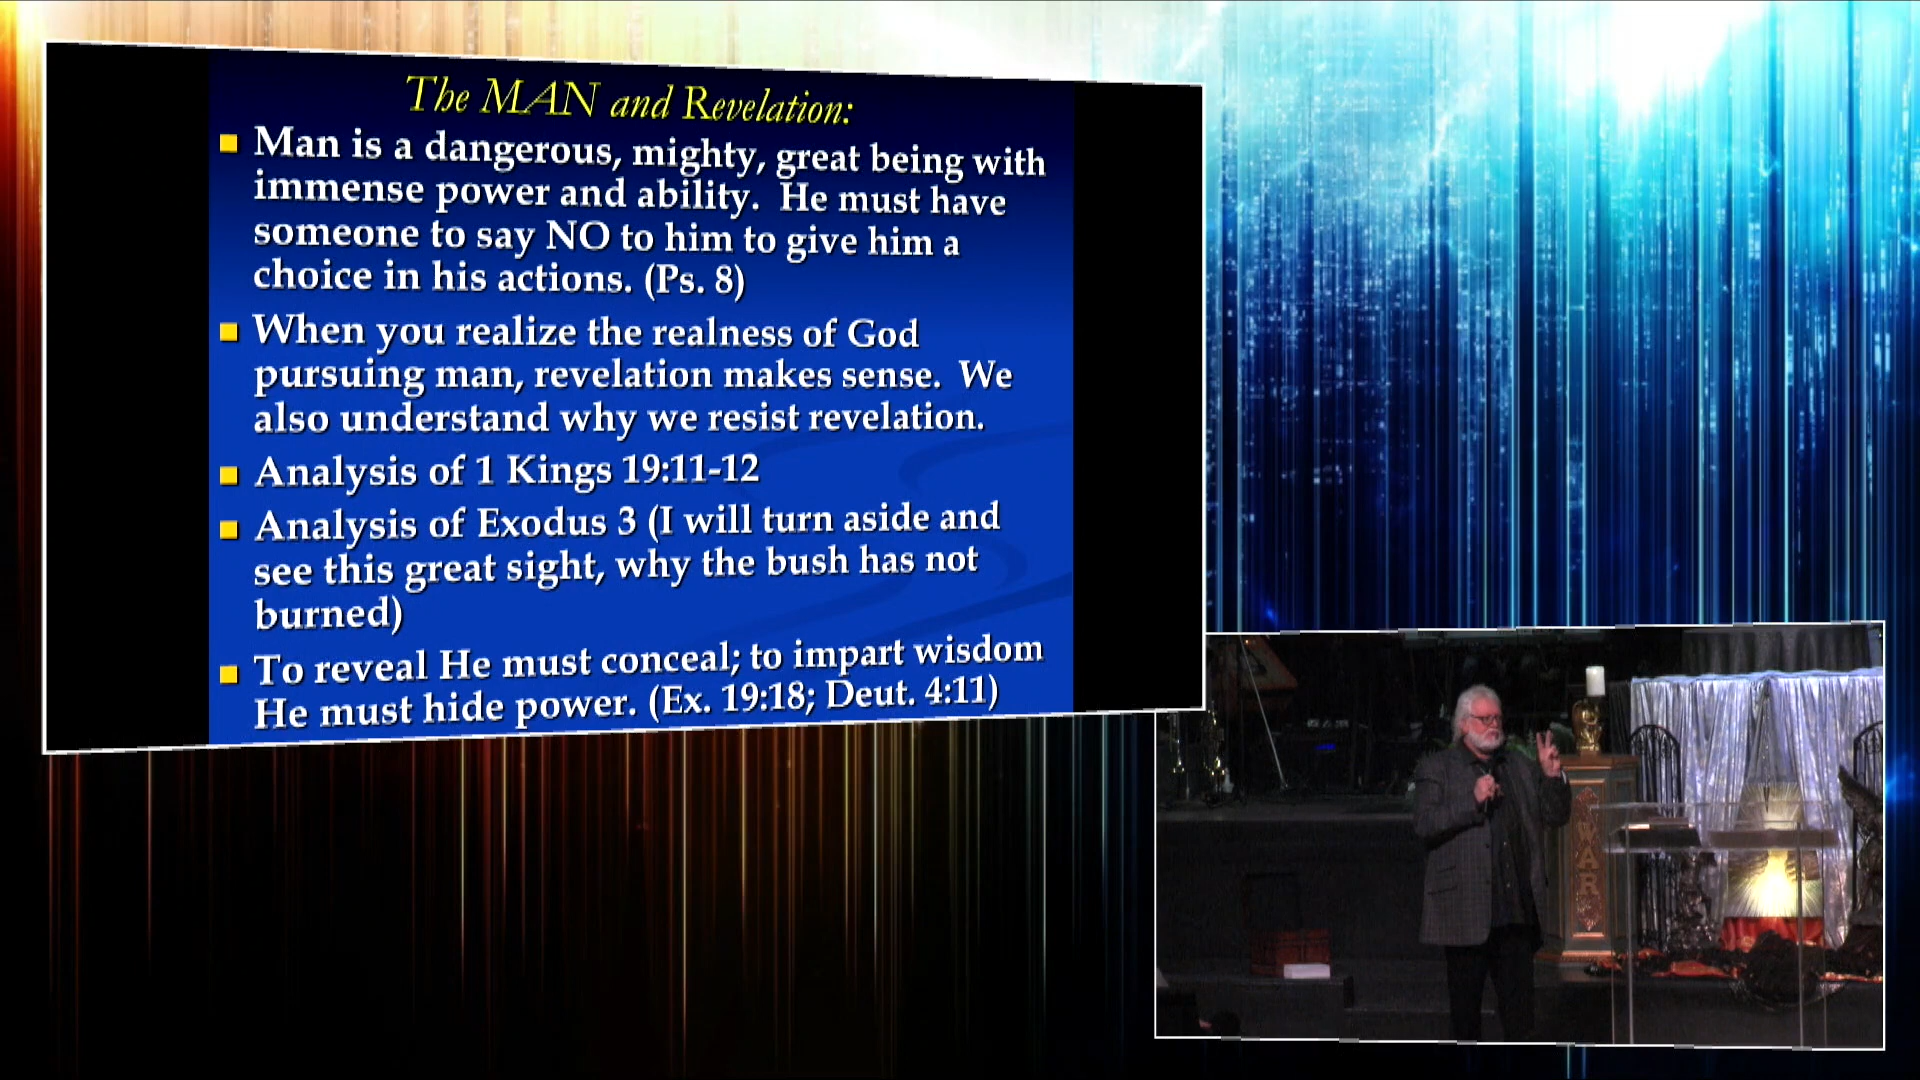 The MAN and Revelation:
Man is a dangerous, mighty, great being with
immense power and ability. He must have
someone to say NO to him to give him a
choice in his actions. (Ps. 8)
When you realize the realness of God
pursuing man, revelation makes sense. We
also understand why we resist revelation.
Analysis of 1 Kings 19:11-12
Analysis of Exodus 3 (I will turn aside and
see this great sight, why the bush has not
burned)
To reveal He must conceal; to impart wisdom
He must hide power. (Ex. 19:18; Deut. 4:11)
WAR